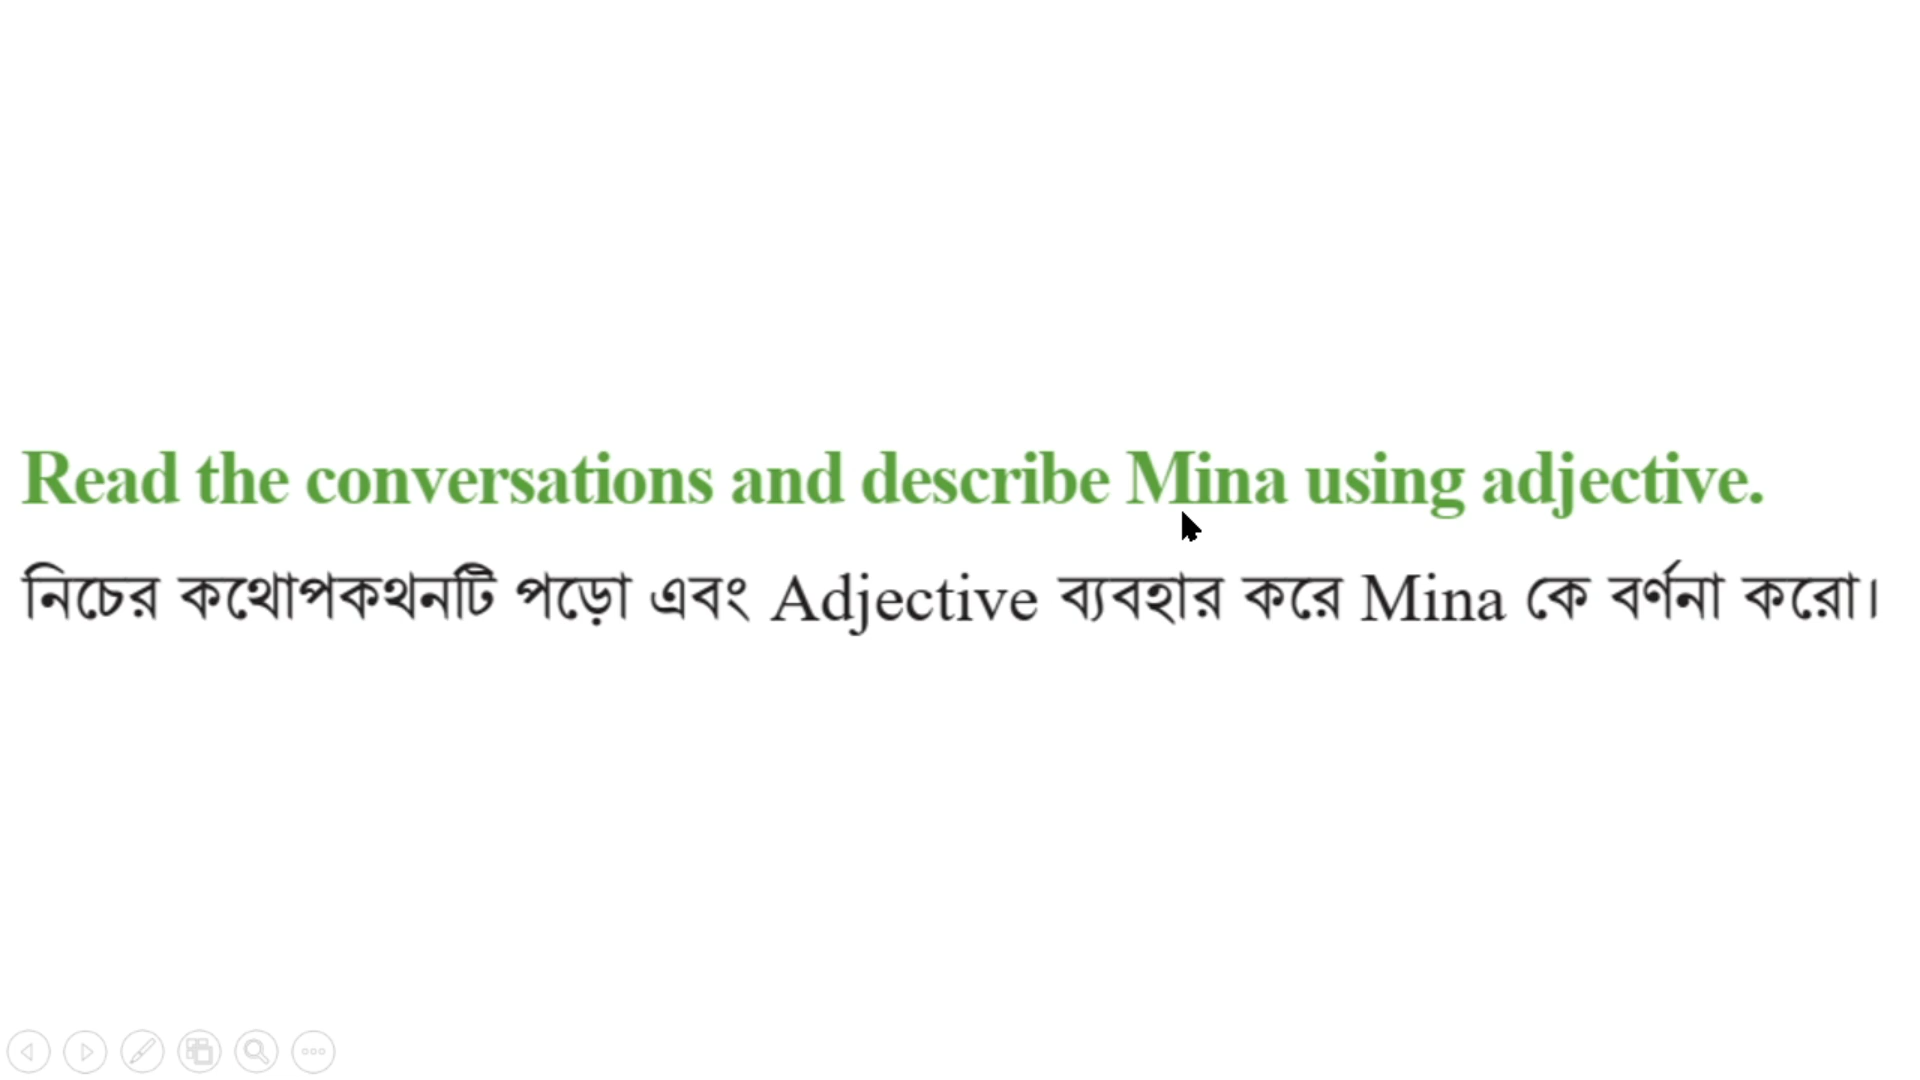 Read the conversations and describe Mina using adjective.
নিচের কথোপকথনটি পড়ো এবং Adjective ব্যবহার করে Mina কে বর্ণনা করো।